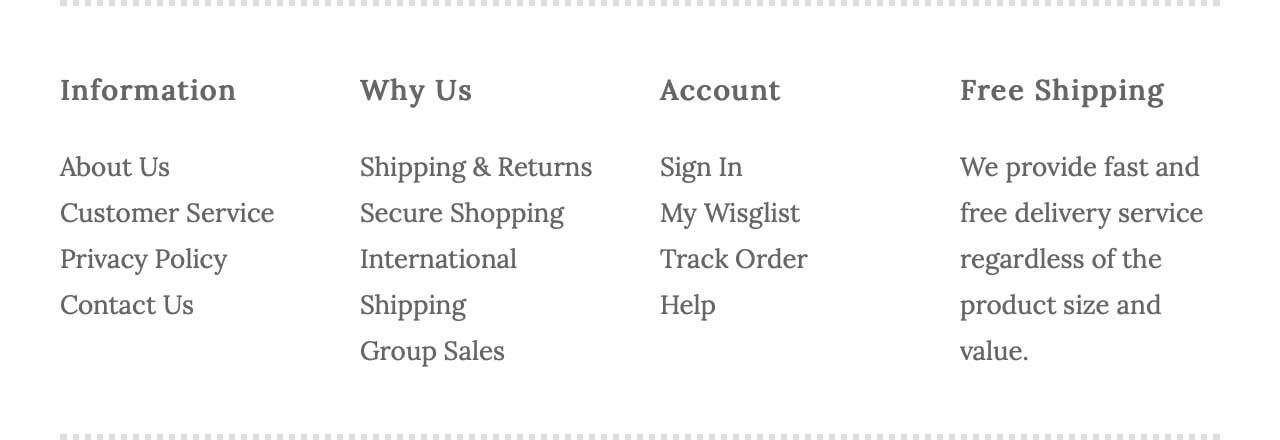 Information
About Us
Customer Service
Privacy Policy
Contact Us
Why Us
Shipping & Returns
Secure Shopping
International
Shipping
Group Sales
Account
Sign In
My Wisglist
Track Order
Help
Free Shipping
We provide fast and
free delivery service
regardless of the
product size and
value.